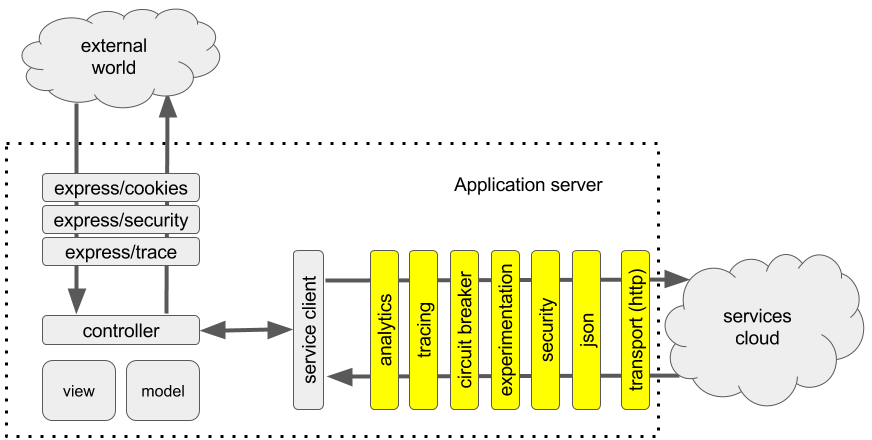 external
world
Application server
express/cookies
express/security
express/trace
controller
view
model
service client
analytics
tracing
circuit breaker
experimentation
security
json
transport (http)
services
cloud